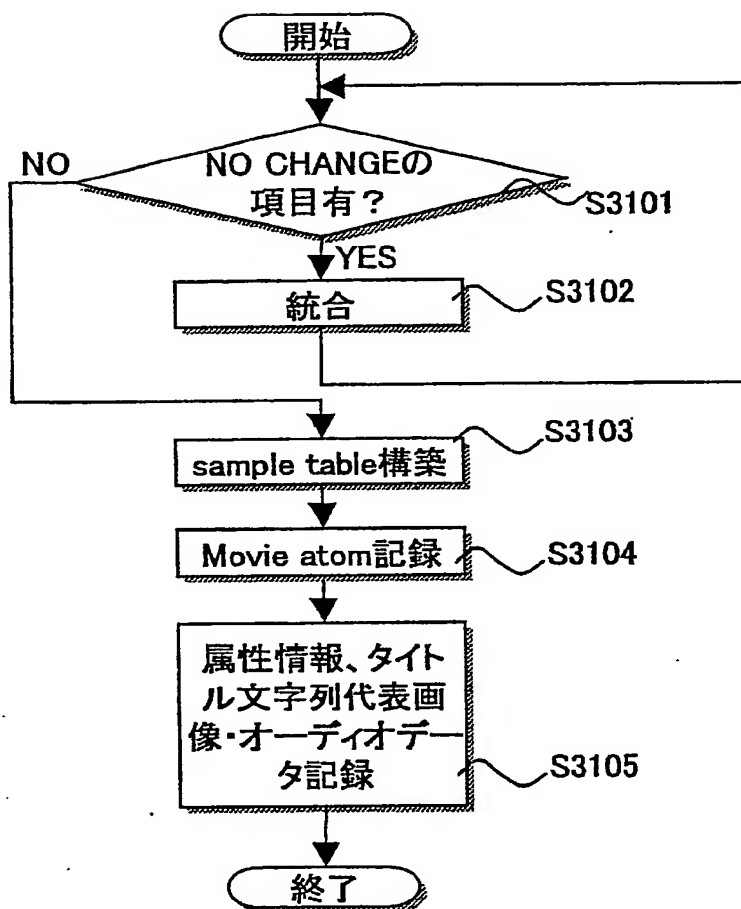 開始
NO
NO CHANGEの
項目有？
S3101
YES
統合
S3102
S3103
sample table構築
Movie atom記録
S3104
属性情報、タイト
ル文字列代表画
像・オーディオデー
タ記録
S3105
終了